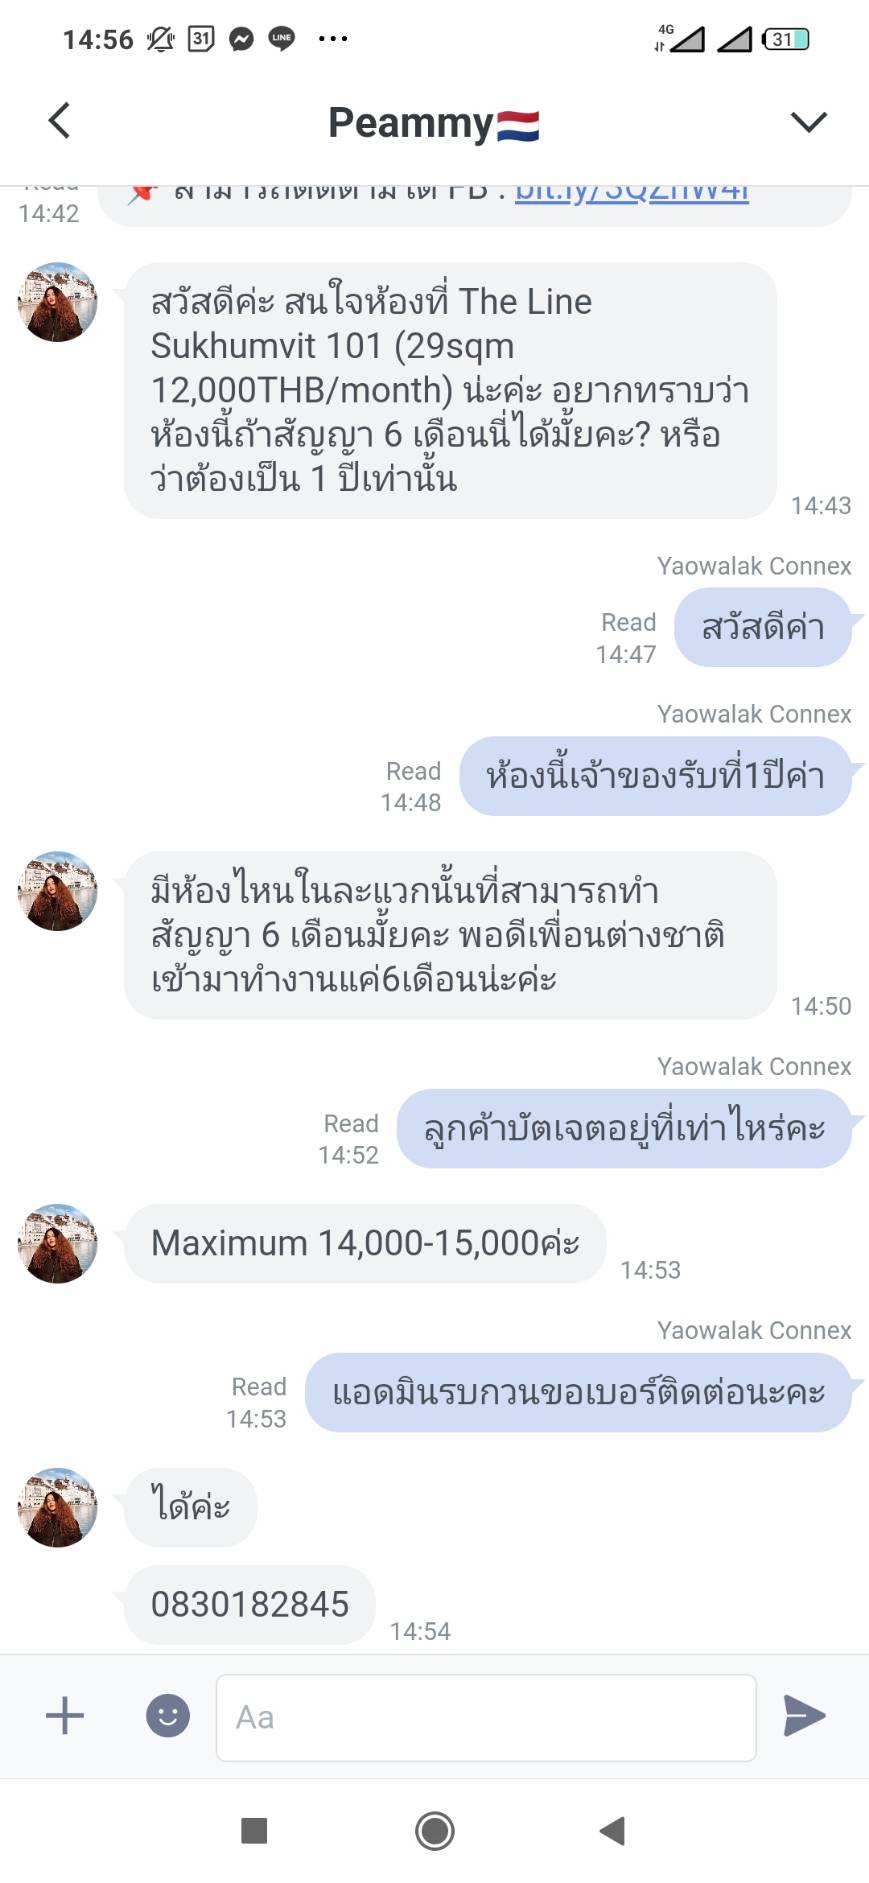 14:56 31 LINE ... 4G 31
Peammy🇳🇱
14:42
สวัสดีค่ะ สนใจห้องที่ The Line
Sukhumvit 101 (29sqm
12,000THB/month) น่ะค่ะ อยากทราบว่า
ห้องนี้ถ้าสัญญา 6 เดือนนี่ได้มั้ยคะ? หรือ
ว่าต้องเป็น 1 ปีเท่านั้น
14:43
Yaowalak Connex
สวัสดีค่า
Read
14:47
Yaowalak Connex
ห้องนี้เจ้าของรับที่1ปีค่า
Read
14:48
มีห้องไหนในละแวกนั้นที่สามารถทำ
สัญญา 6 เดือนมั้ยคะ พอดีเพื่อนต่างชาติ
เข้ามาทำงานแค่6เดือนน่ะค่ะ
14:50
Yaowalak Connex
ลูกค้าบัตเจตอยู่ที่เท่าไหร่คะ
Read
14:52
Maximum 14,000-15,000ค่ะ
14:53
Yaowalak Connex
แอดมินรบกวนขอเบอร์ติดต่อนะคะ
Read
14:53
ได้ค่ะ
0830182845
14:54
Aa